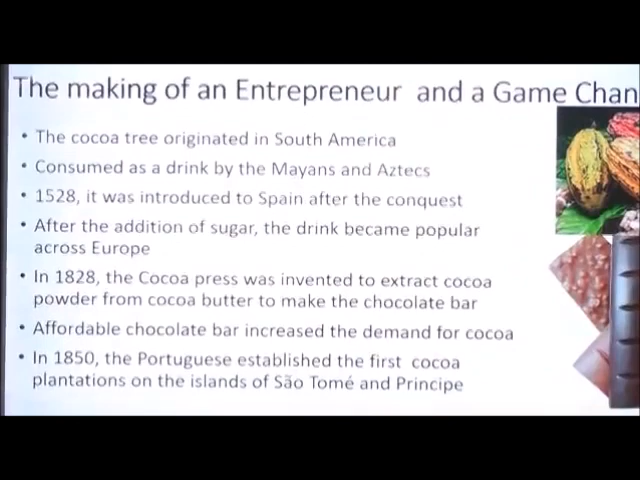 The making of an Entrepreneur and a Game Chan
• The cocoa tree originated in South America
• Consumed as a drink by the Mayans and Aztecs
• 1528, it was introduced to Spain after the conquest
• After the addition of sugar, the drink became popular
across Europe
• In 1828, the Cocoa press was invented to extract cocoa
powder from cocoa butter to make the chocolate bar
• Affordable chocolate bar increased the demand for cocoa
• In 1850, the Portuguese established the first cocoa
plantations on the islands of São Tomé and Principe